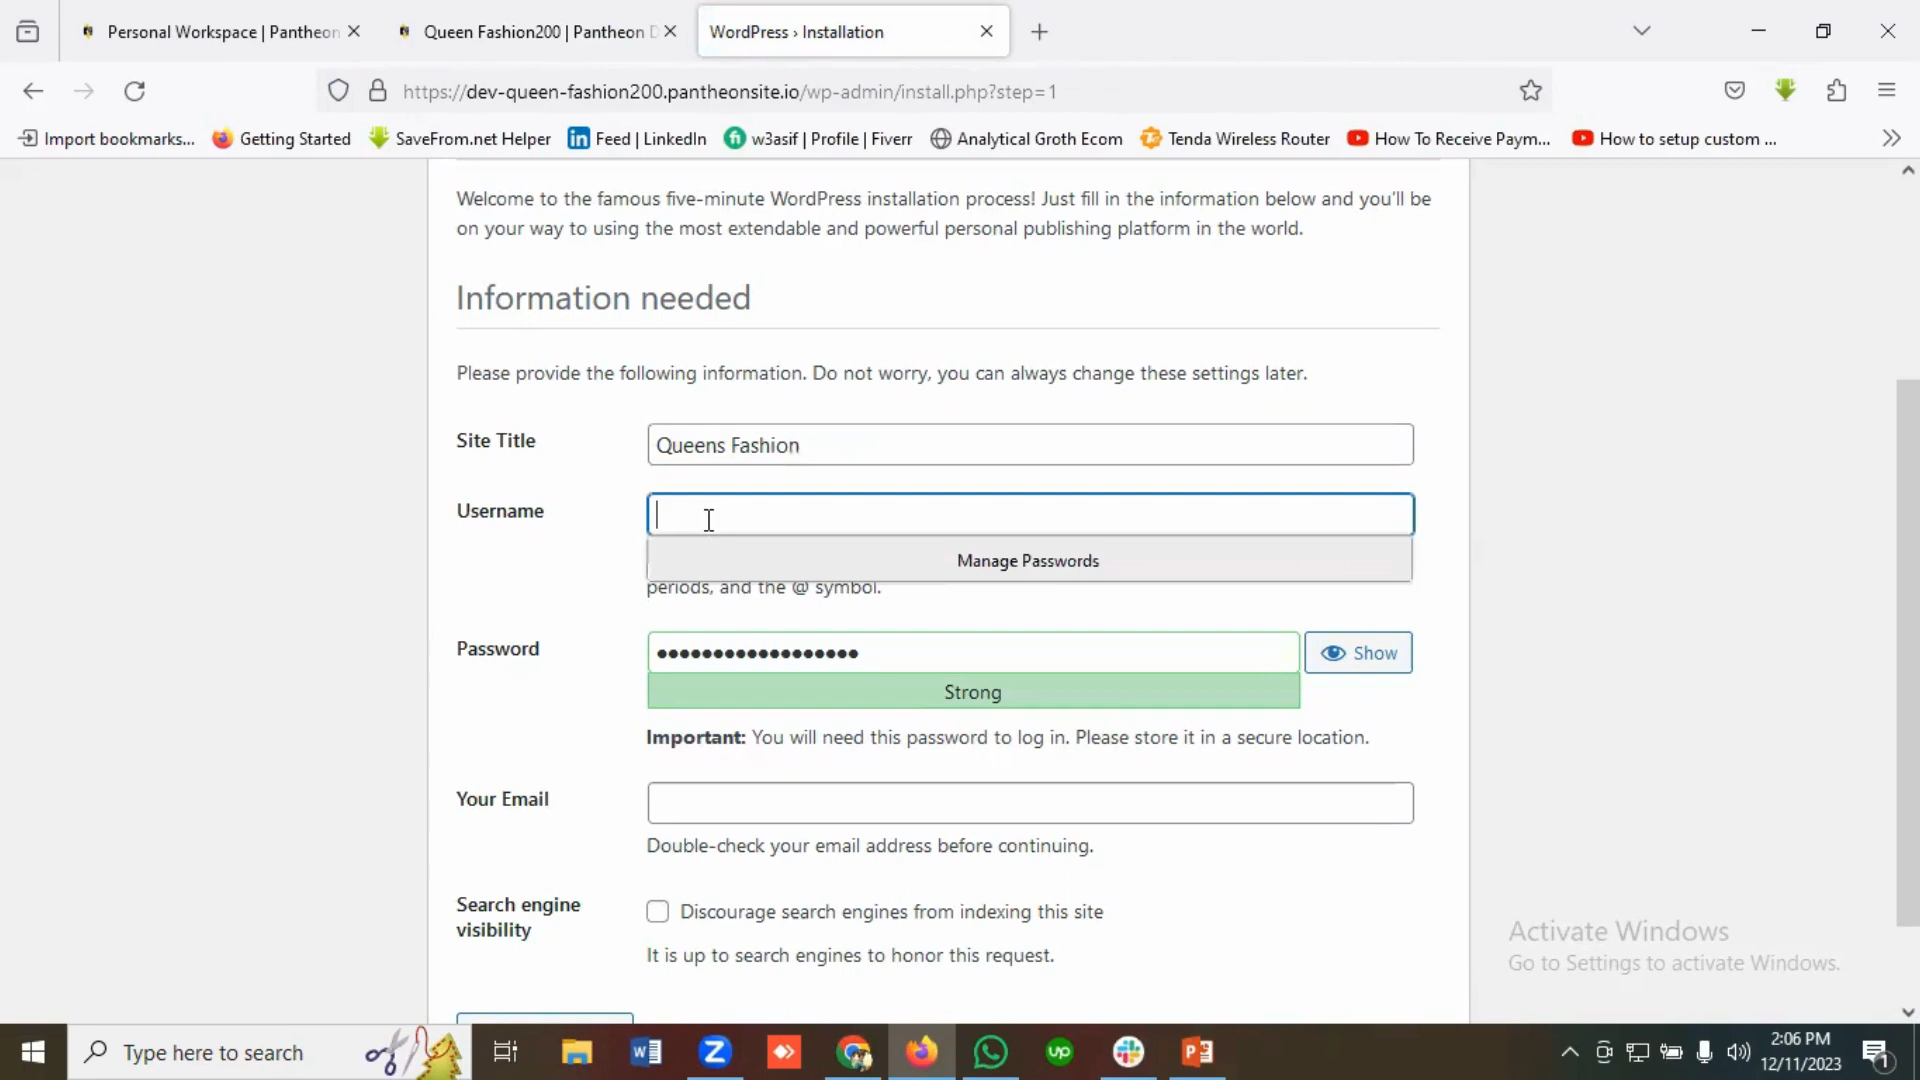 Personal Workspace | Pantheon
Queen Fashion200 | Pantheon D
WordPress › Installation
https://dev-queen-fashion200.pantheonsite.io/wp-admin/install.php?step=1
Import bookmarks...
Getting Started
SaveFrom.net Helper
in Feed | LinkedIn
w3asif | Profile | Fiverr
Analytical Groth Ecom
Tenda Wireless Router
How To Receive Paym...
How to setup custom ...
Welcome to the famous five-minute WordPress installation process! Just fill in the information below and you'll be
on your way to using the most extendable and powerful personal publishing platform in the world.
Information needed
Please provide the following information. Do not worry, you can always change these settings later.
Site Title
Queens Fashion
Username
Manage Passwords
periods, and the @ symbol.
Password
Show
Strong
Important: You will need this password to log in. Please store it in a secure location.
Your Email
Double-check your email address before continuing.
Search engine
visibility
Discourage search engines from indexing this site
It is up to search engines to honor this request.
Activate Windows
Go to Settings to activate Windows.
Type here to search
2:06 PM
12/11/2023
1